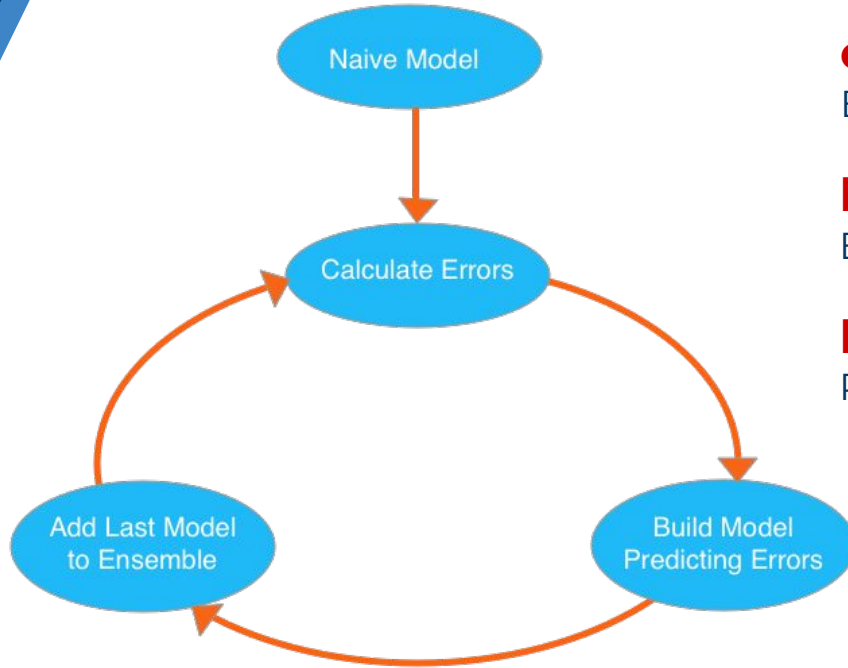 Naive Model
Calculate Errors
Add Last Model
to Ensemble
Build Model
Predicting Errors